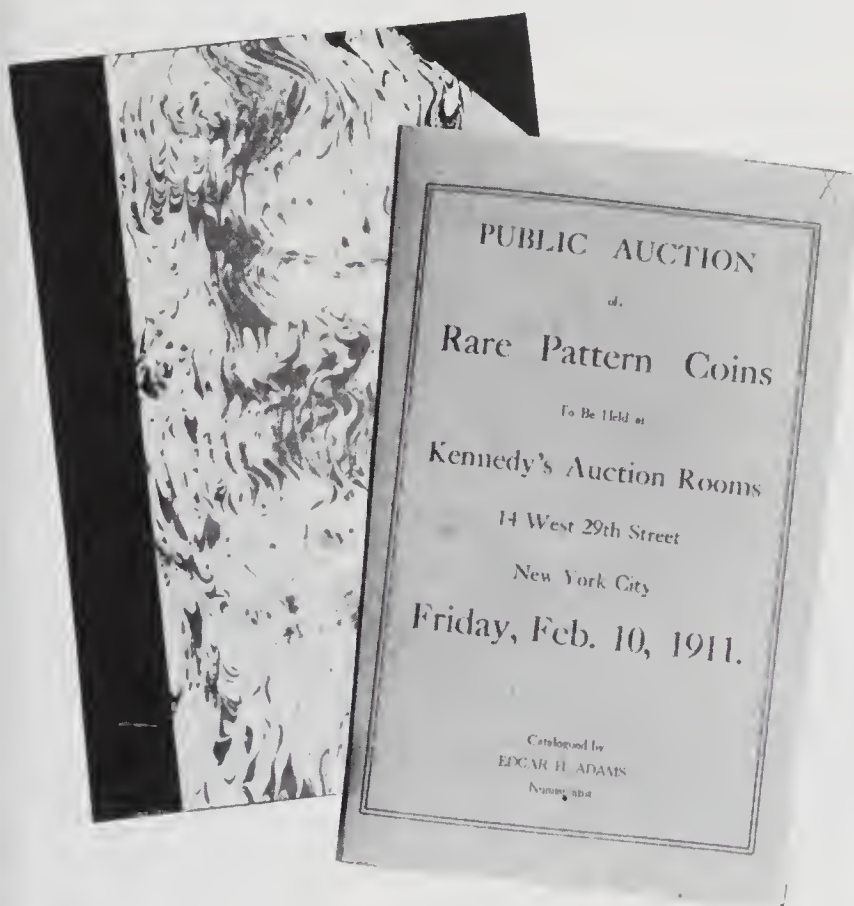 PUBLIC AUCTION
of
Rare Pattern Coins
To Be Held at
Kennedy's Auction Rooms
14 West 29th Street
New York City
Friday, Feb. 10, 1911.
Catalogued by
EDGAR H. ADAMS
Numismatist